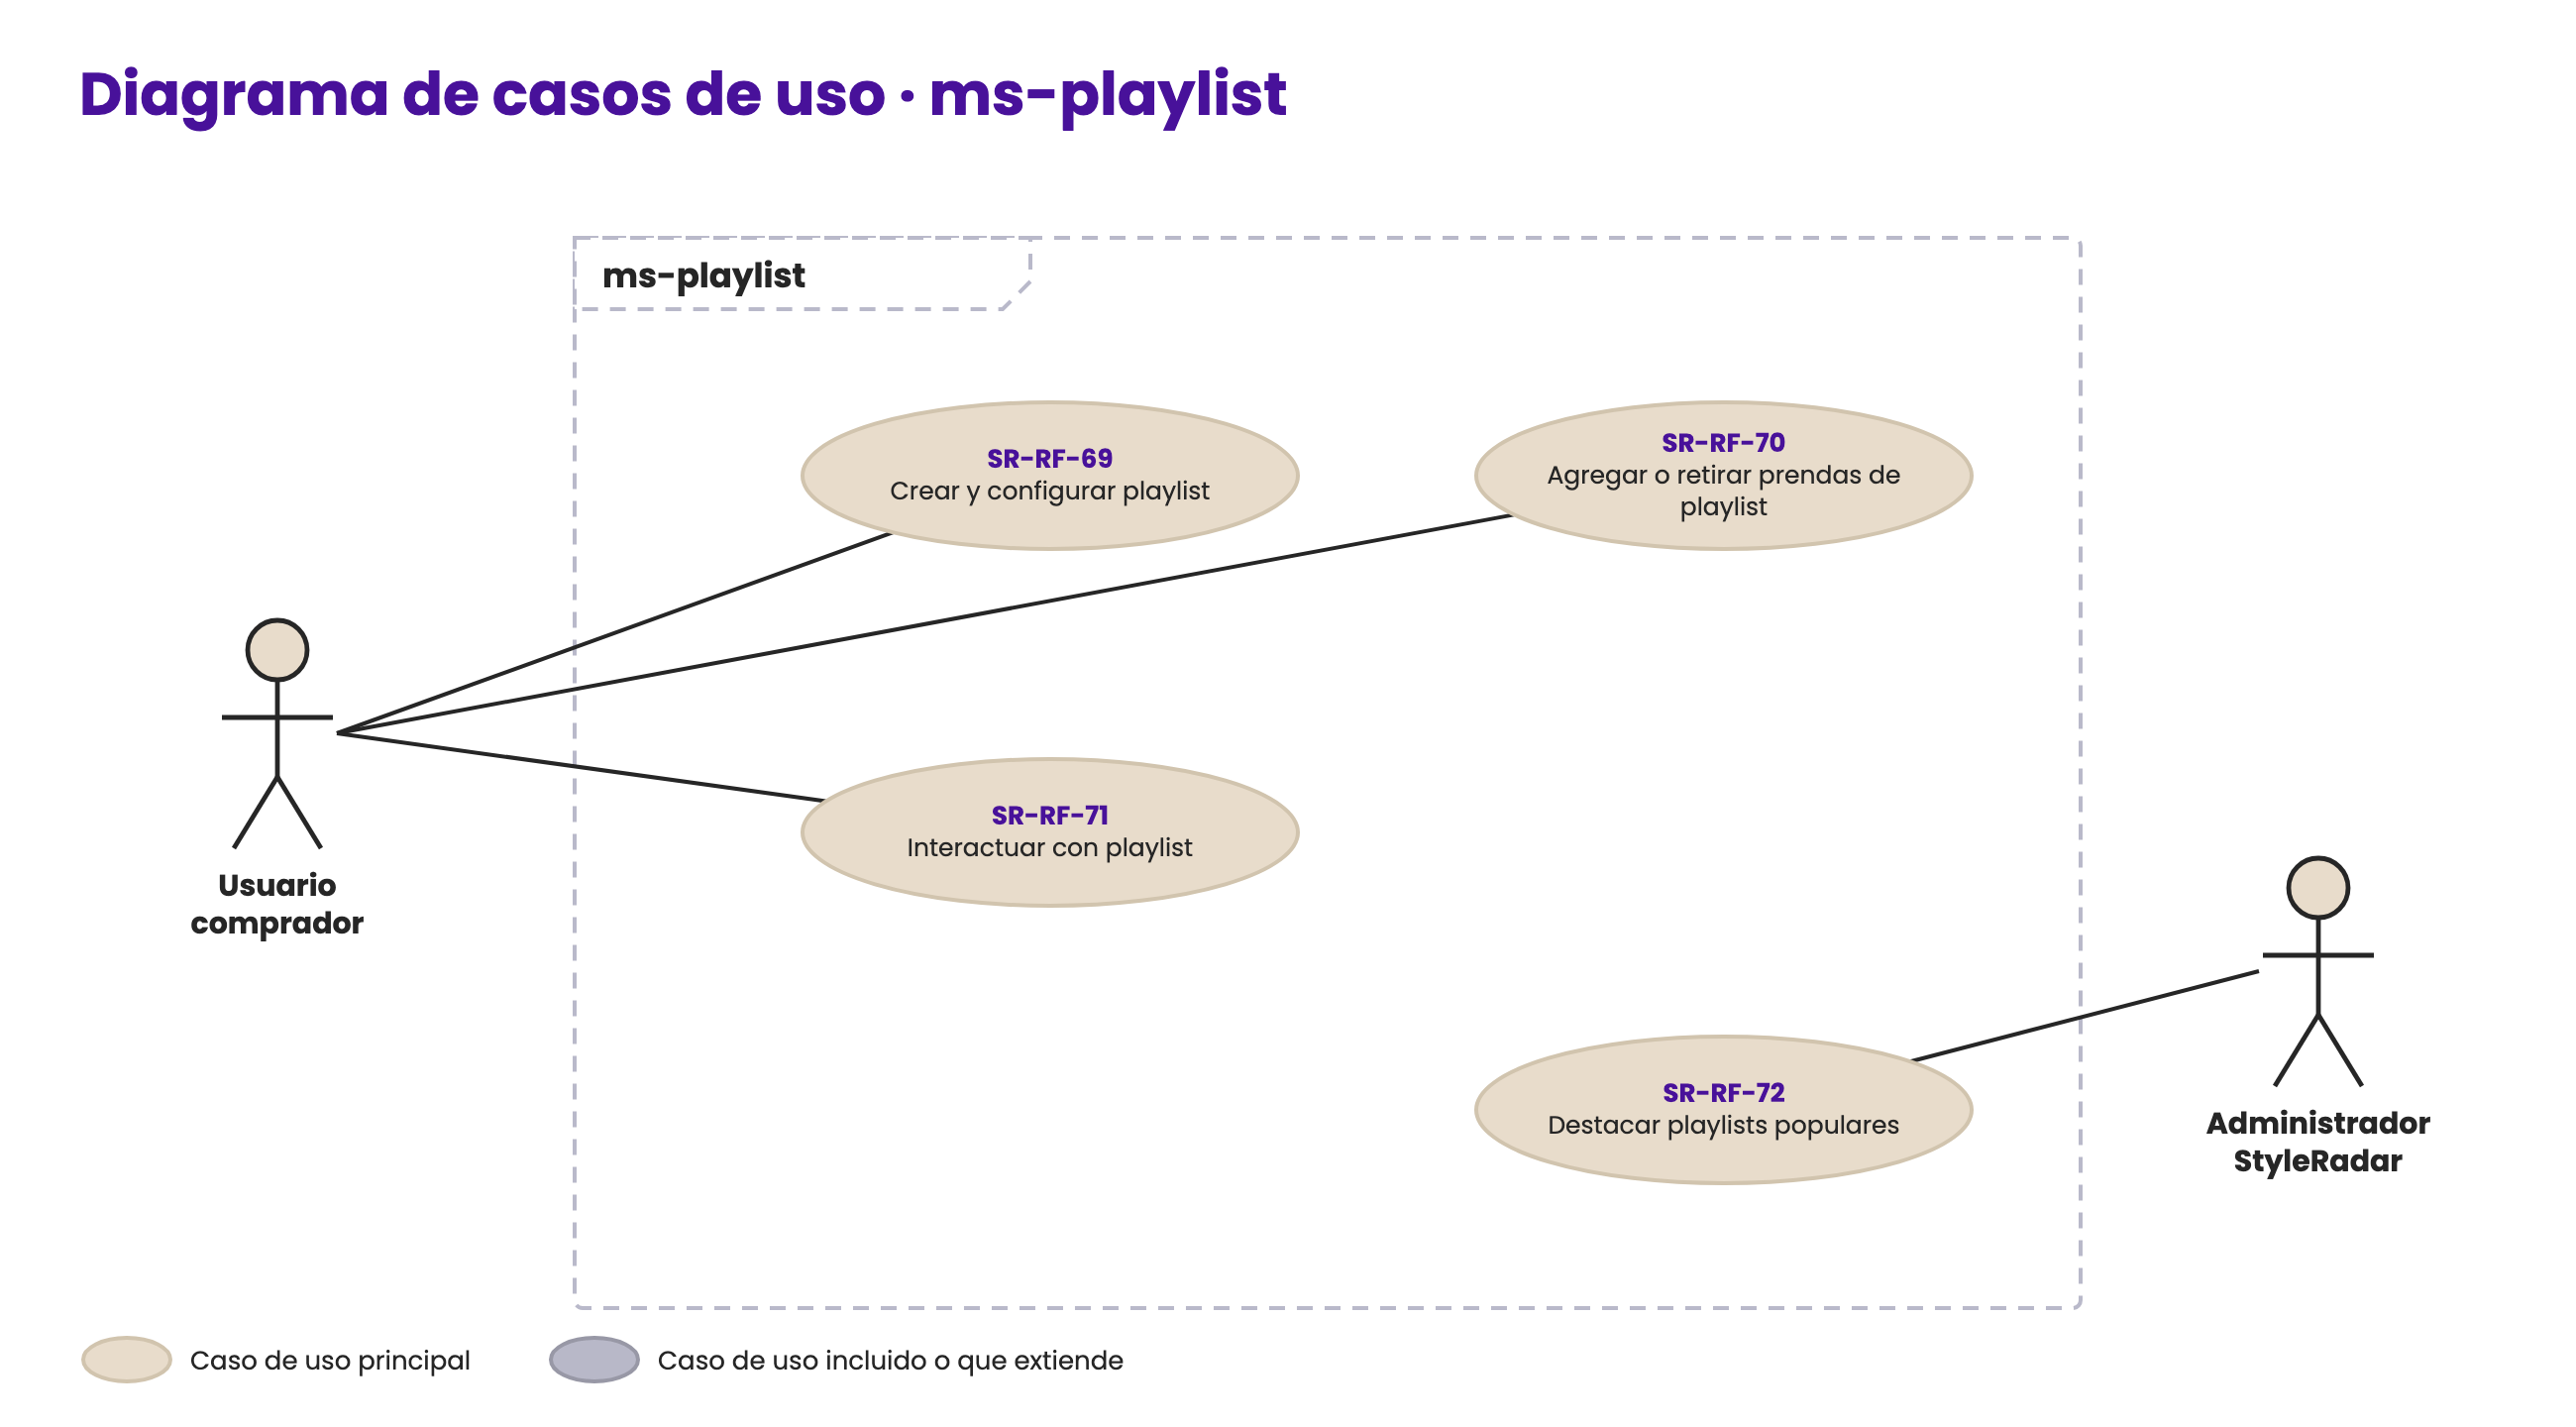 Diagrama de casos de uso · ms-playlist
ms-playlist
SR-RF-69
Crear y configurar playlist
SR-RF-70
Agregar o retirar prendas de
playlist
SR-RF-71
Interactuar con playlist
Usuario
comprador
SR-RF-72
Destacar playlists populares
Administrador
StyleRadar
Caso de uso principal
Caso de uso incluido o que extiende